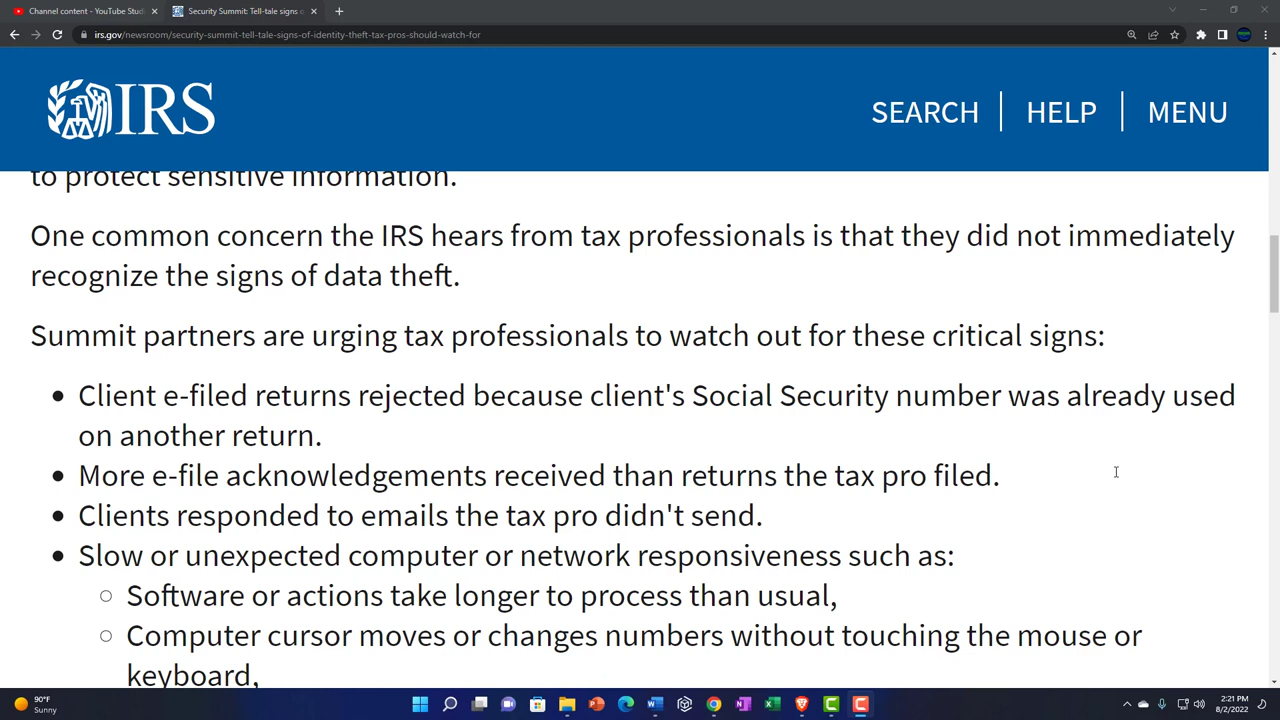 Channel content - YouTube Stud
Security Summit: Tell-tale signs o
irs.gov/newsroom/security-summit-tell-tale-signs-of-identity-theft-tax-pros-should-watch-for
IRS
SEARCH
HELP
MENU
to protect sensitive information.
One common concern the IRS hears from tax professionals is that they did not immediately
recognize the signs of data theft.
Summit partners are urging tax professionals to watch out for these critical signs:
Client e-filed returns rejected because client's Social Security number was already used
on another return.
More e-file acknowledgements received than returns the tax pro filed.
Clients responded to emails the tax pro didn't send.
Slow or unexpected computer or network responsiveness such as:
Software or actions take longer to process than usual,
Computer cursor moves or changes numbers without touching the mouse or
keyboard,
90°F
Sunny
2:21 PM
8/2/2022